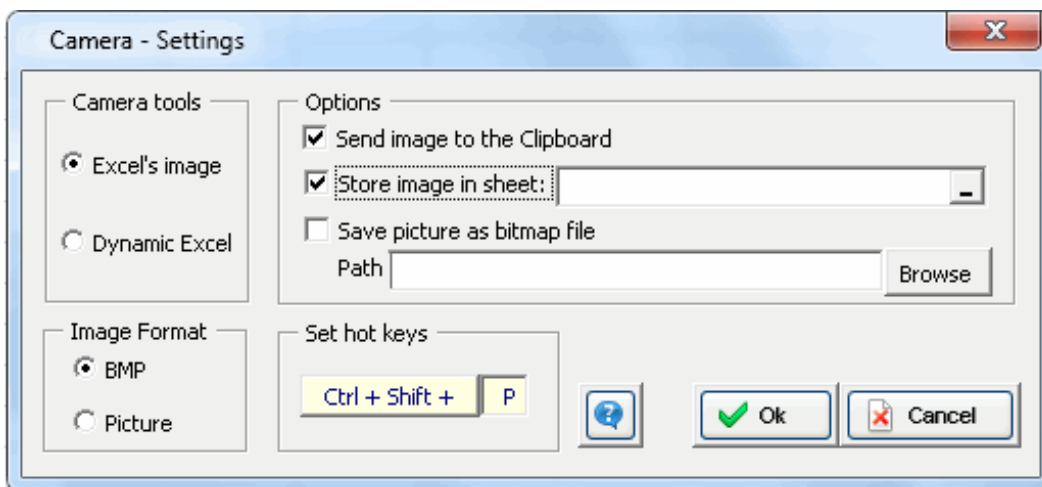 Camera - Settings
Camera tools
Excel's image
Dynamic Excel
Options
Send image to the Clipboard
Store image in sheet:
Save picture as bitmap file
Path
Browse
Image Format
BMP
Picture
Set hot keys
Ctrl + Shift + P
Ok
Cancel